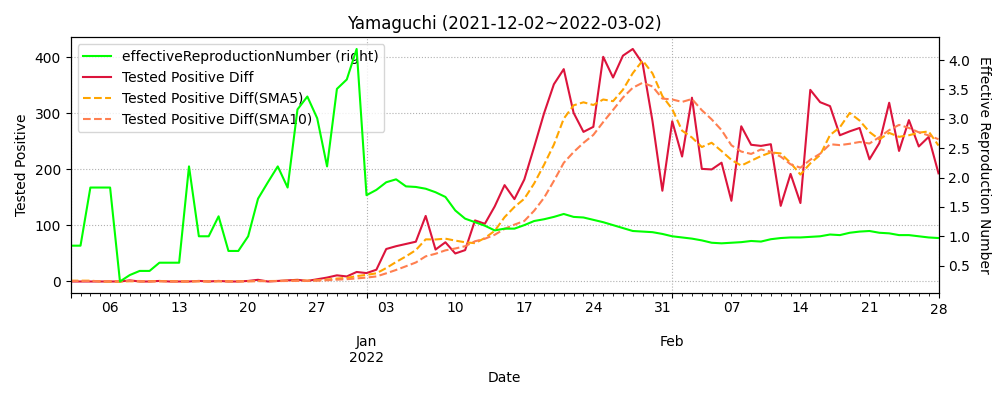 Yamaguchi (2021-12-02~2022-03-02)
effectiveReproductionNumber (right)
Tested Positive Diff
Tested Positive Diff(SMA5)
Tested Positive Diff(SMA10)
Tested Positive
400
300
200
100
0
4.0
3.5
3.0
2.5
2.0
1.5
1.0
0.5
Effective Reproduction Number
06 13 20 27 03 10 17 24 31 07 14 21 28
Jan Feb
2022
Date